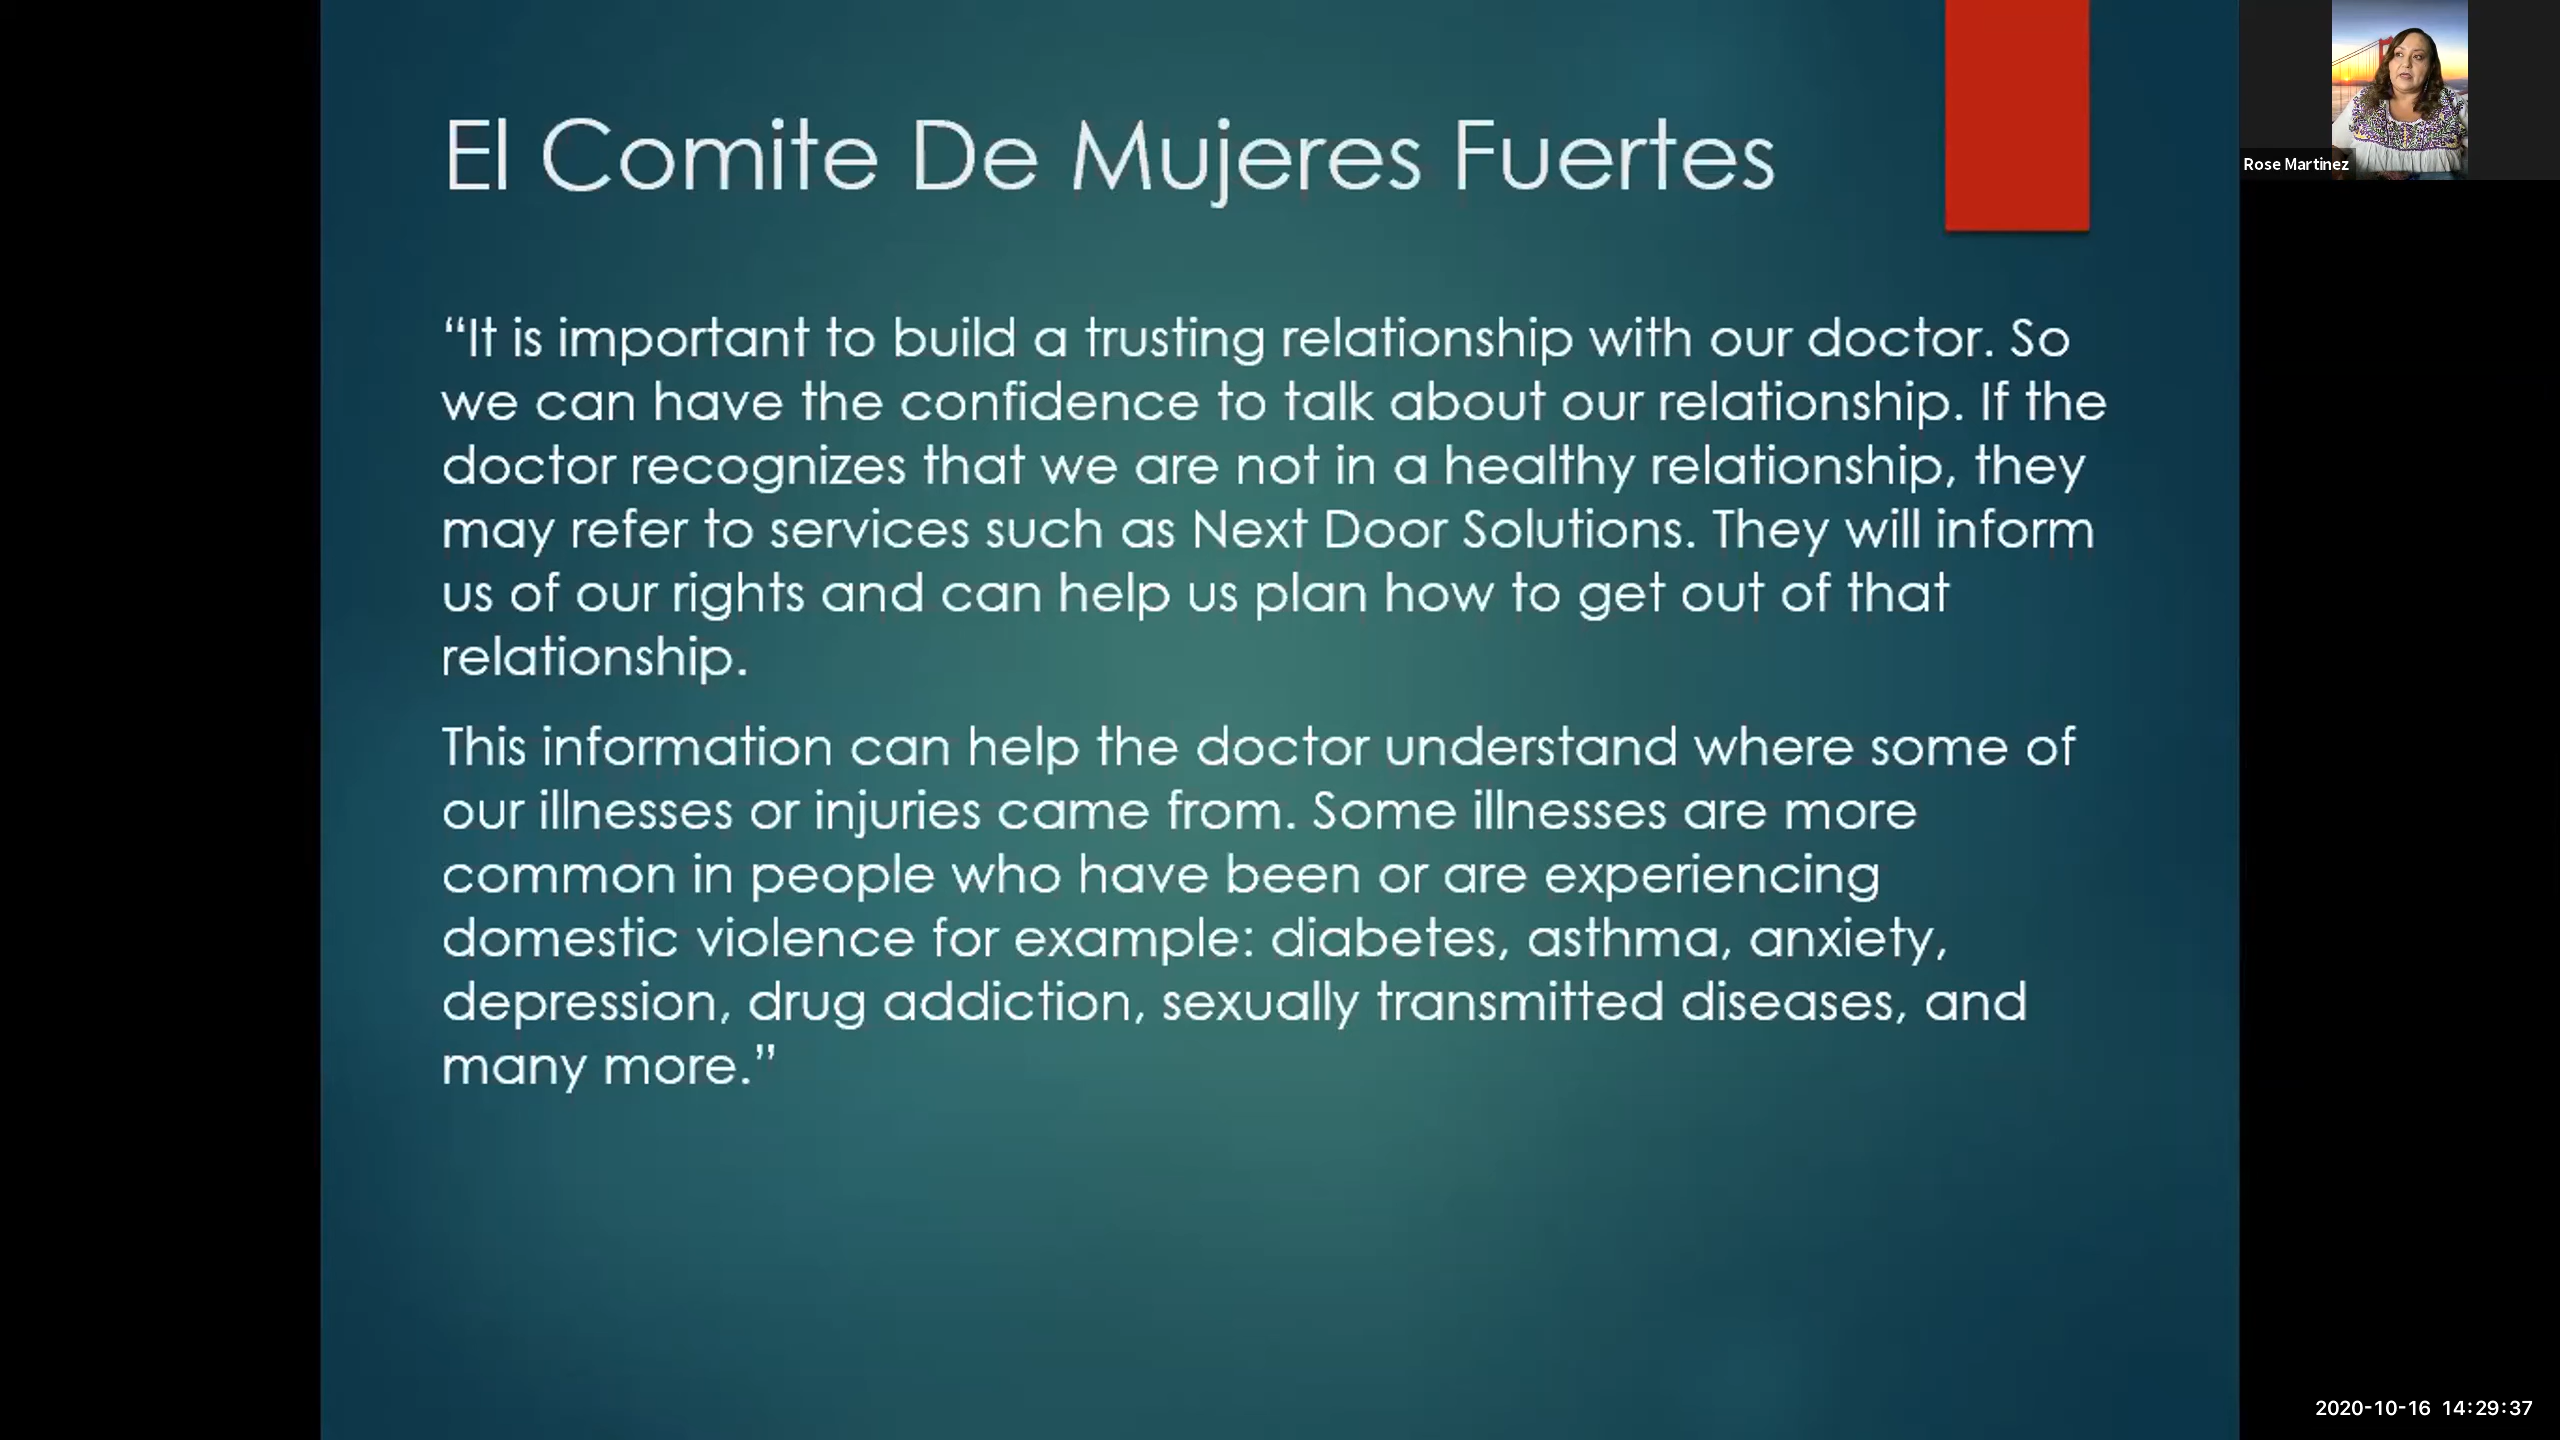 El Comite De Mujeres Fuertes
“It is important to build a trusting relationship with our doctor. So
we can have the confidence to talk about our relationship. If the
doctor recognizes that we are not in a healthy relationship, they
may refer to services such as Next Door Solutions. They will inform
us of our rights and can help us plan how to get out of that
relationship.
This information can help the doctor understand where some of
our illnesses or injuries came from. Some illnesses are more
common in people who have been or are experiencing
domestic violence for example: diabetes, asthma, anxiety,
depression, drug addiction, sexually transmitted diseases, and
many more.”
Rose Martinez
2020-10-16 14:29:37